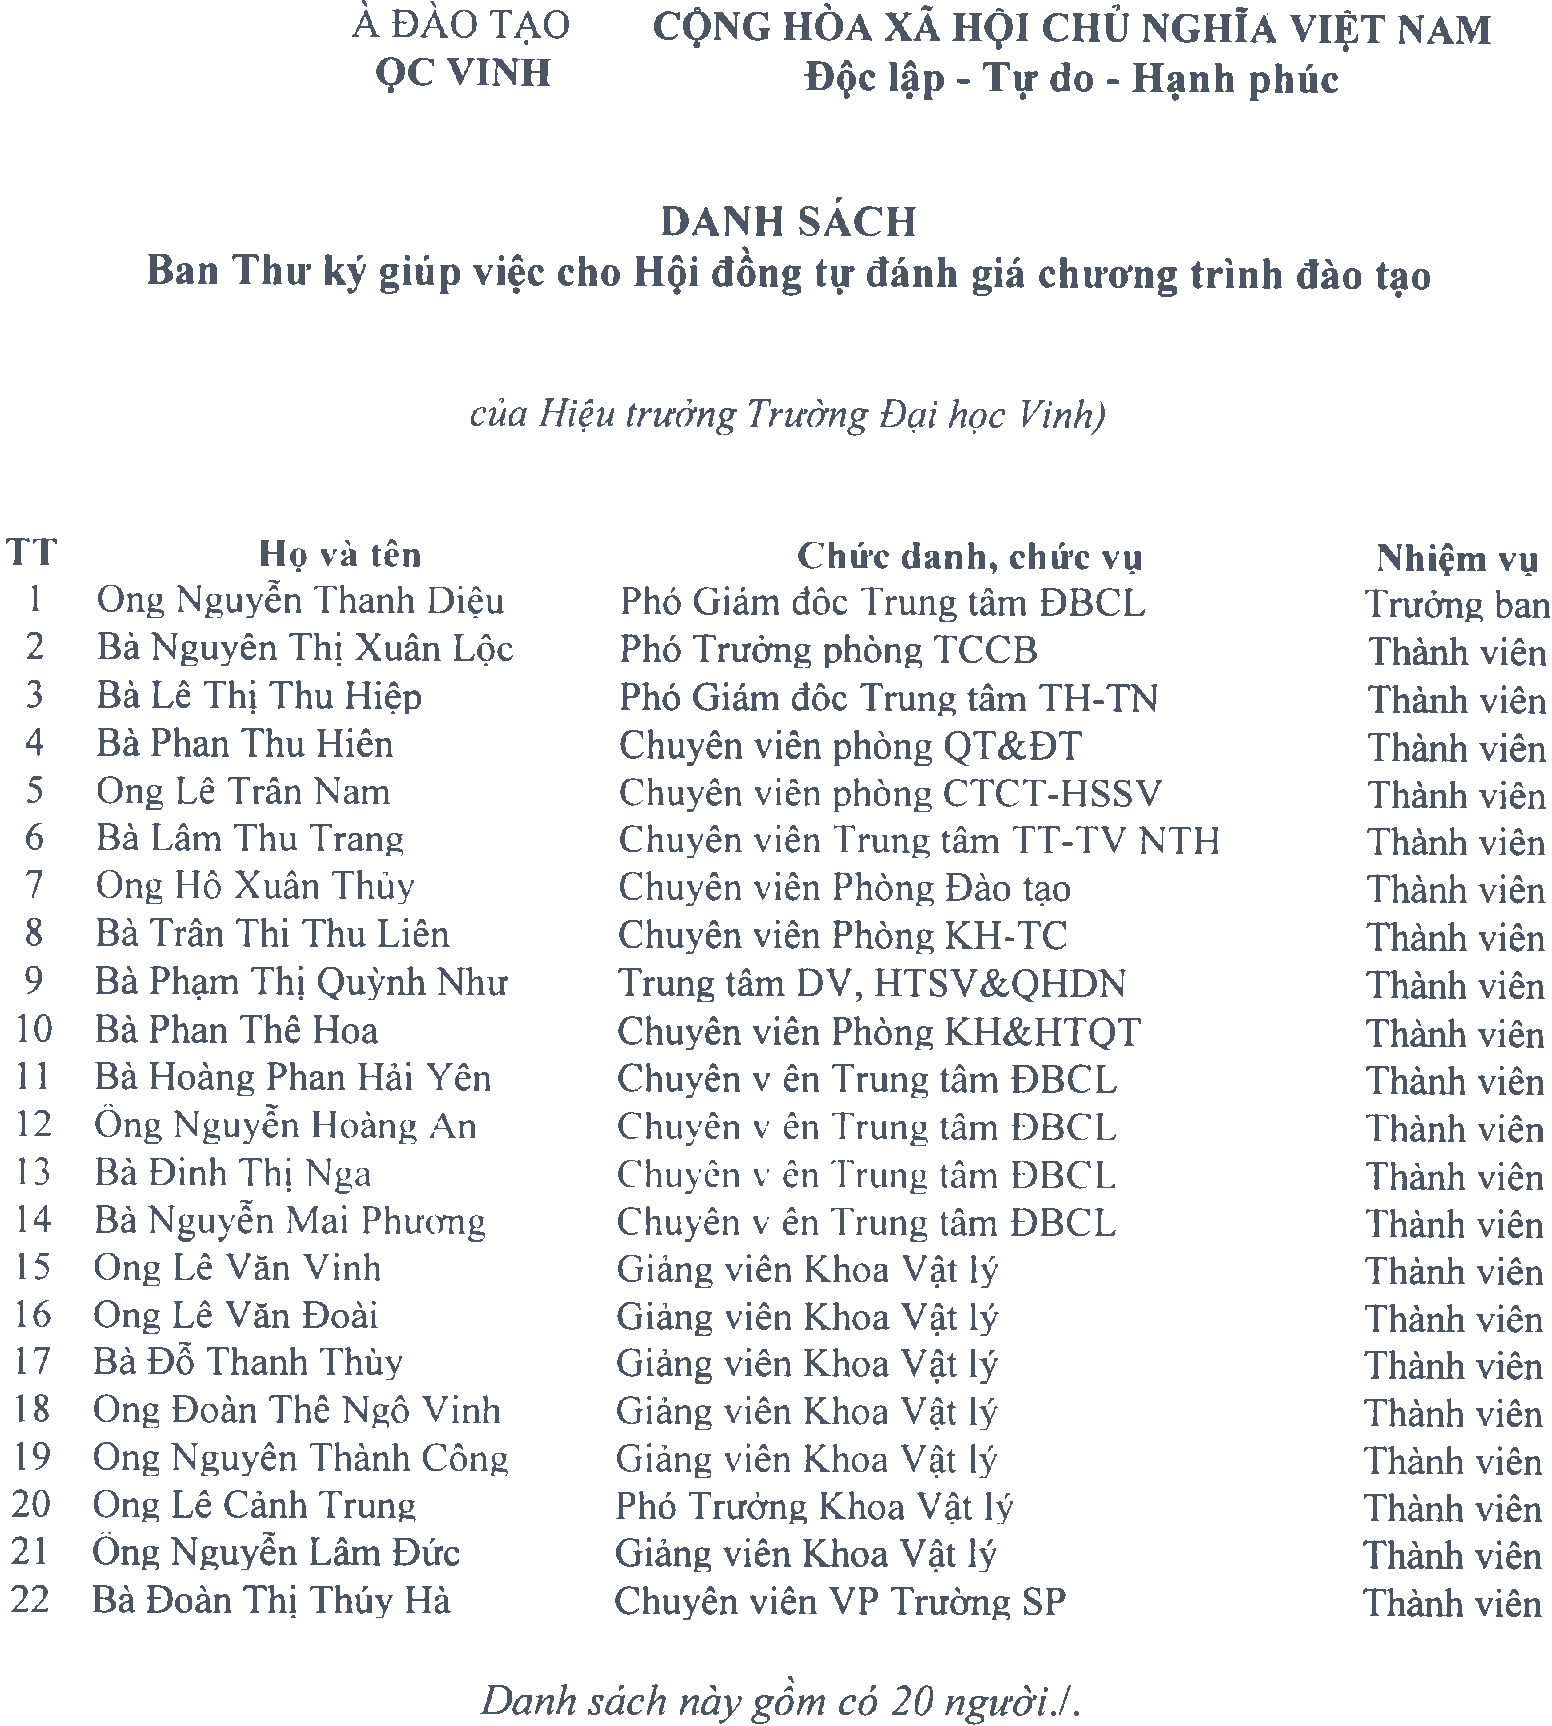 À ĐÀO TẠO CỘNG HÒA XÃ HỘI CHỦ NGHĨA VIỆT NAM
ỌC VINH Độc lập - Tự do - Hạnh phúc
DANH SÁCH
Ban Thư ký giúp việc cho Hội đồng tự đánh giá chương trình đào tạo
của Hiệu trưởng Trường Đại học Vinh)
TT Họ và tên Chức danh, chức vụ Nhiệm vụ
1 Ong Nguyễn Thanh Diệu Phó Giám đôc Trung tâm ĐBCL Trưởng ban
2 Bà Nguyên Thị Xuân Lộc Phó Trưởng phòng TCCB Thành viên
3 Bà Lê Thị Thu Hiệp Phó Giám đôc Trung tâm TH-TN Thành viên
4 Bà Phan Thu Hiên Chuyên viên phòng QT&ĐT Thành viên
5 Ong Lê Trân Nam Chuyên viên phòng CTCT-HSSV Thành viên
6 Bà Lâm Thu Trang Chuyên viên Trung tâm TT-TV NTH Thành viên
7 Ong Hô Xuân Thủy Chuyên viên Phòng Đào tạo Thành viên
8 Bà Trân Thi Thu Liên Chuyên viên Phòng KH-TC Thành viên
9 Bà Phạm Thị Quỳnh Như Trung tâm DV, HTSV&QHDN Thành viên
10 Bà Phan Thê Hoa Chuyên viên Phòng KH&HTQT Thành viên
11 Bà Hoàng Phan Hải Yên Chuyên v ên Trung tâm ĐBCL Thành viên
12 Ông Nguyễn Hoàng An Chuyên v ên Trung tâm ĐBCL Thành viên
13 Bà Đinh Thị Nga Chuyên v ên Trung tâm ĐBCL Thành viên
14 Bà Nguyễn Mai Phương Chuyên v ên Trung tâm ĐBCL Thành viên
15 Ong Lê Văn Vinh Giảng viên Khoa Vật lý Thành viên
16 Ong Lê Văn Đoài Giảng viên Khoa Vật lý Thành viên
17 Bà Đỗ Thanh Thùy Giảng viên Khoa Vật lý Thành viên
18 Ong Đoàn Thê Ngô Vinh Giảng viên Khoa Vật lý Thành viên
19 Ong Nguyên Thành Công Giảng viên Khoa Vật lý Thành viên
20 Ong Lê Cảnh Trung Phó Trưởng Khoa Vật lý Thành viên
21 Ông Nguyễn Lâm Đức Giảng viên Khoa Vật lý Thành viên
22 Bà Đoàn Thị Thúy Hà Chuyên viên VP Trường SP Thành viên
Danh sách này gồm có 20 người./.